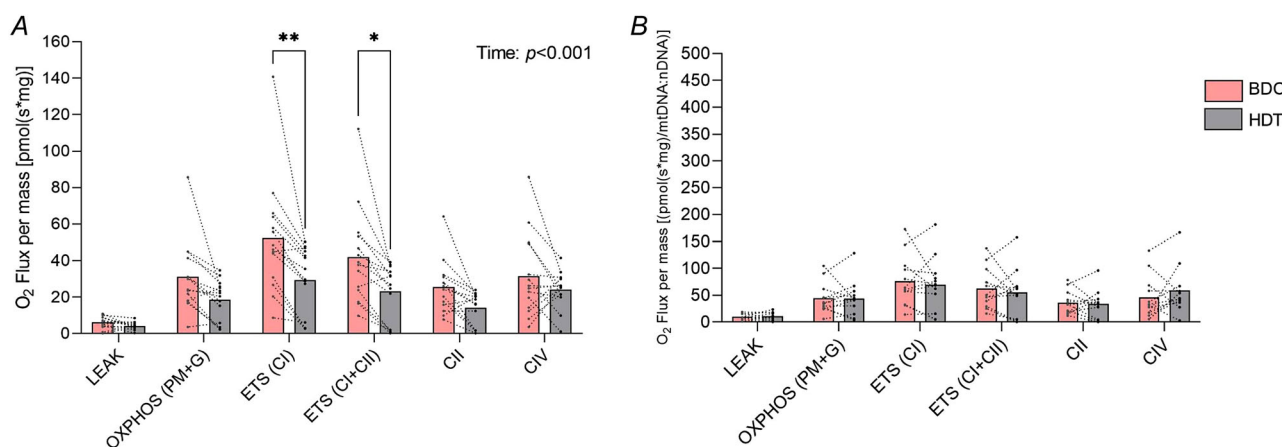 A
O₂ Flux per mass [pmol(s*mg)]
160
140
120
100
80
60
40
20
0
**
*
Time: p<0.001
LEAK
OXPHOS (PM+G)
ETS (CI)
ETS (CI+CII)
CII
CIV
B
O₂ Flux per mass [(pmol(s*mg)/mtDNA:nDNA)]
500
450
400
350
300
250
200
150
100
50
0
LEAK
OXPHOS (PM+G)
ETS (CI)
ETS (CI+CII)
CII
CIV
BDC
HDT